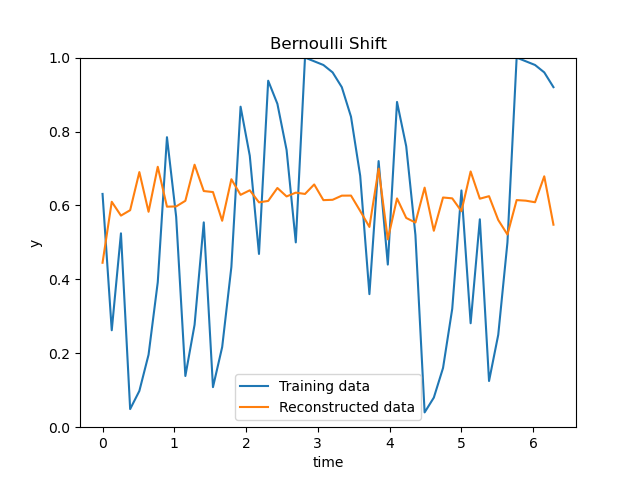 Bernoulli Shift
1.0
0.8
0.6
0.4
0.2
0.0
y
0 1 2 3 4 5 6
time
Training data
Reconstructed data